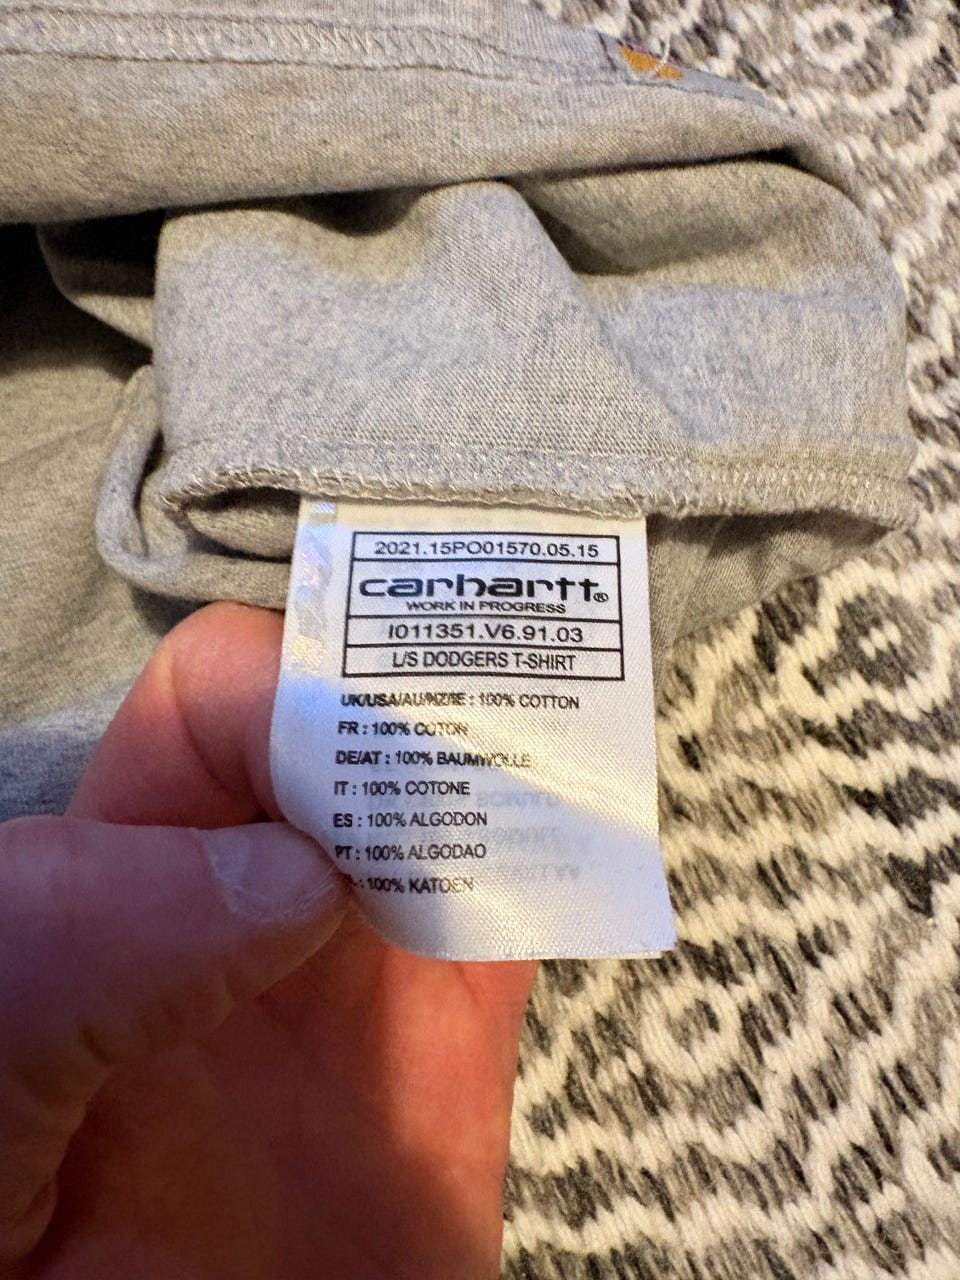 2021.15PO01570.05.15
carhartt®
WORK IN PROGRESS
I011351.V6.91.03
L/S DODGERS T-SHIRT
UK/USA/AU/NZ/IE : 100% COTTON
FR : 100% COTON
DE/AT : 100% BAUMWOLLE
IT : 100% COTONE
ES : 100% ALGODON
PT : 100% ALGODAO
: 100% KATOEN